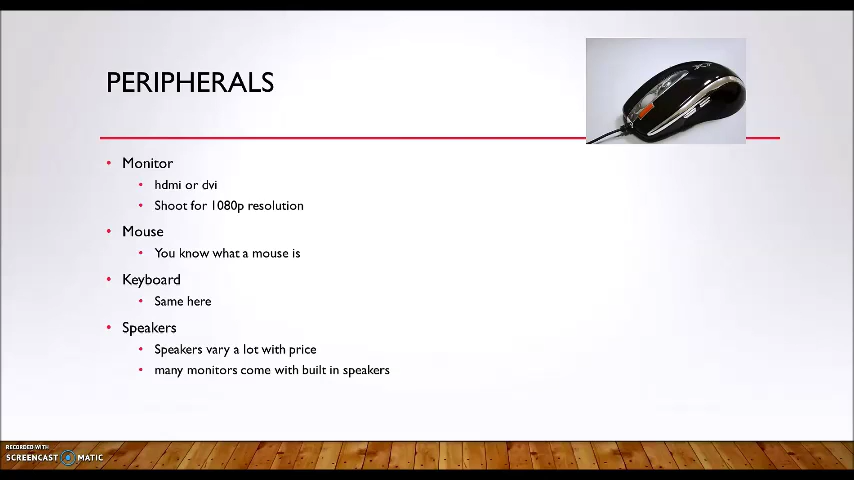 PERIPHERALS
• Monitor
• hdmi or dvi
• Shoot for 1080p resolution
• Mouse
• You know what a mouse is
• Keyboard
• Same here
• Speakers
• Speakers vary a lot with price
• many monitors come with built in speakers
RECORDED WITH
SCREENCAST MATIC